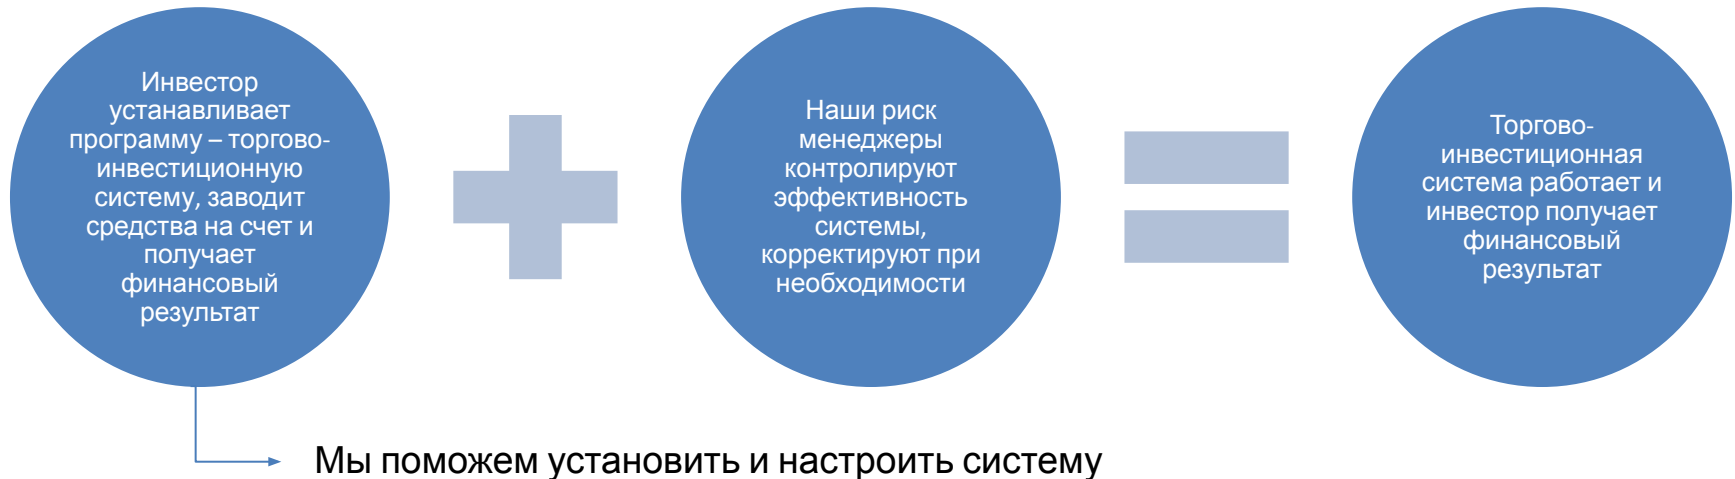 Инвестор
устанавливает
программу – торгово-
инвестиционную
систему, заводит
средства на счет и
получает
финансовый
результат
Наши риск
менеджеры
контролируют
эффективность
системы,
корректируют при
необходимости
Торгово-
инвестиционная
система работает и
инвестор получает
финансовый
результат
Мы поможем установить и настроить систему